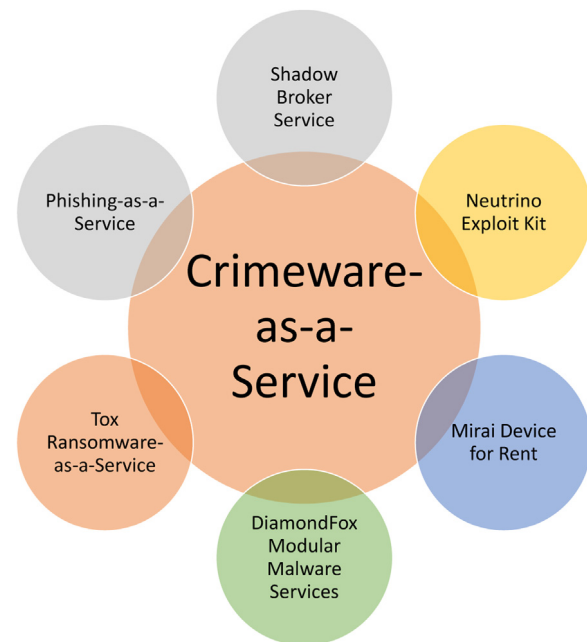 Shadow
Broker
Service
Phishing-as-a-
Service
Neutrino
Exploit Kit
Crimeware-
as-a-
Service
Tox
Ransomware-
as-a-Service
Mirai Device
for Rent
DiamondFox
Modular
Malware
Services